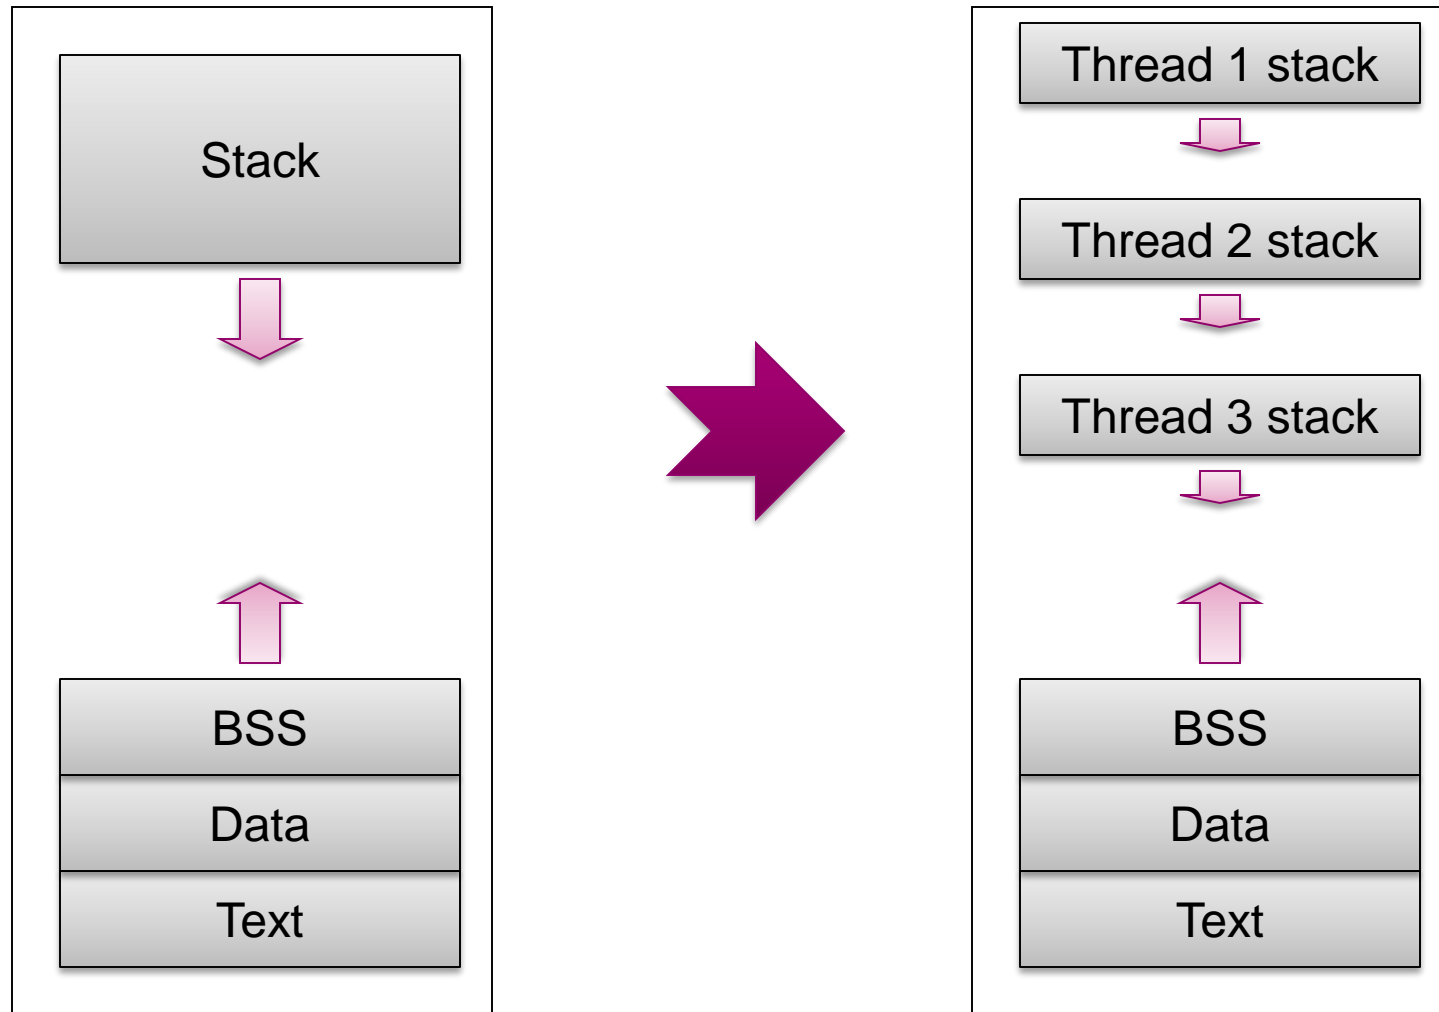 Stack
BSS
Data
Text
Thread 1 stack
Thread 2 stack
Thread 3 stack
BSS
Data
Text